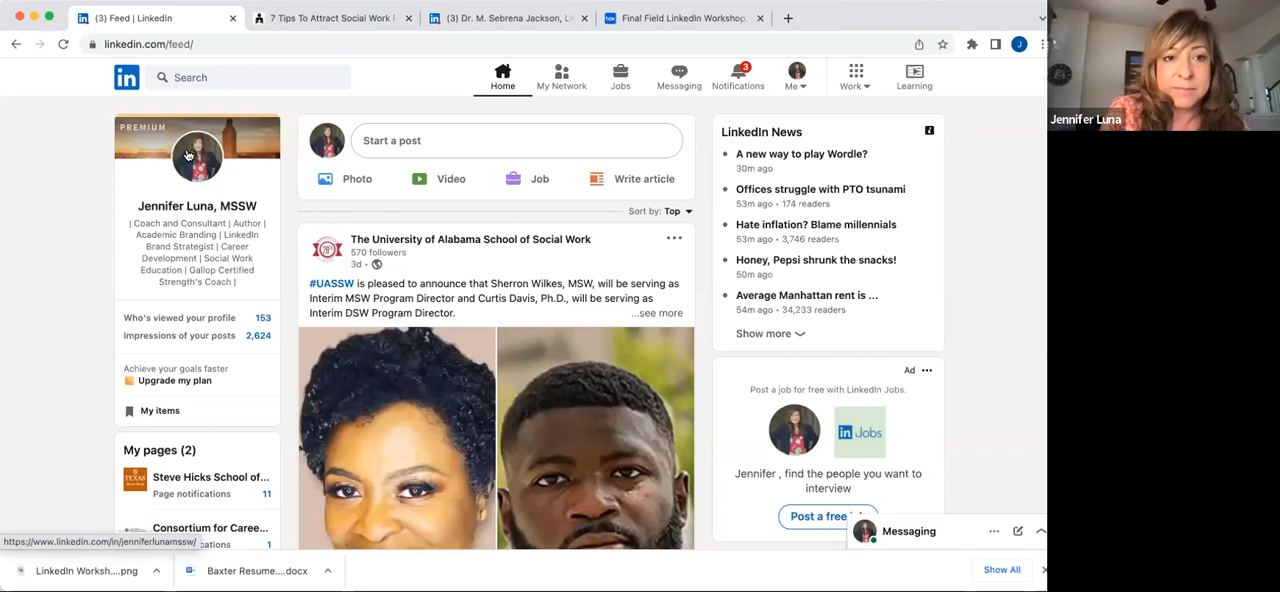 (3) Feed | LinkedIn
7 Tips To Attract Social Work
(3) Dr. M. Sebrena Jackson, L
Final Field LinkedIn Workshop
linkedin.com/feed/
J
in
Search
Home
My Network
Jobs
Messaging
3
Notifications
Me
Work
Learning
Jennifer Luna
PREMIUM
Jennifer Luna, MSSW
| Coach and Consultant | Author |
Academic Branding | LinkedIn
Brand Strategist | Career
Development | Social Work
Education | Gallop Certified
Strength's Coach |
Who's viewed your profile 153
Impressions of your posts 2,624
Achieve your goals faster
Upgrade my plan
My items
My pages (2)
TEXAS
Steve Hicks School of...
Page notifications 11
Consortium for Caree...
cations 1
https://www.linkedin.com/in/jenniferlunamssw/
Start a post
Photo
Video
Job
Write article
Sort by: Top
The University of Alabama School of Social Work
570 followers
3d •
#UASSW is pleased to announce that Sherron Wilkes, MSW, will be serving as
Interim MSW Program Director and Curtis Davis, Ph.D., will be serving as
Interim DSW Program Director. ...see more
LinkedIn News
A new way to play Wordle?
30m ago
Offices struggle with PTO tsunami
53m ago • 174 readers
Hate inflation? Blame millennials
53m ago • 3,746 readers
Honey, Pepsi shrunk the snacks!
50m ago
Average Manhattan rent is ...
54m ago • 34,233 readers
Show more
Ad •••
Post a job for free with LinkedIn Jobs.
in Jobs
Jennifer , find the people you want to
interview
Post a free
Messaging
LinkedIn Worksh....png
Baxter Resume....docx
Show All